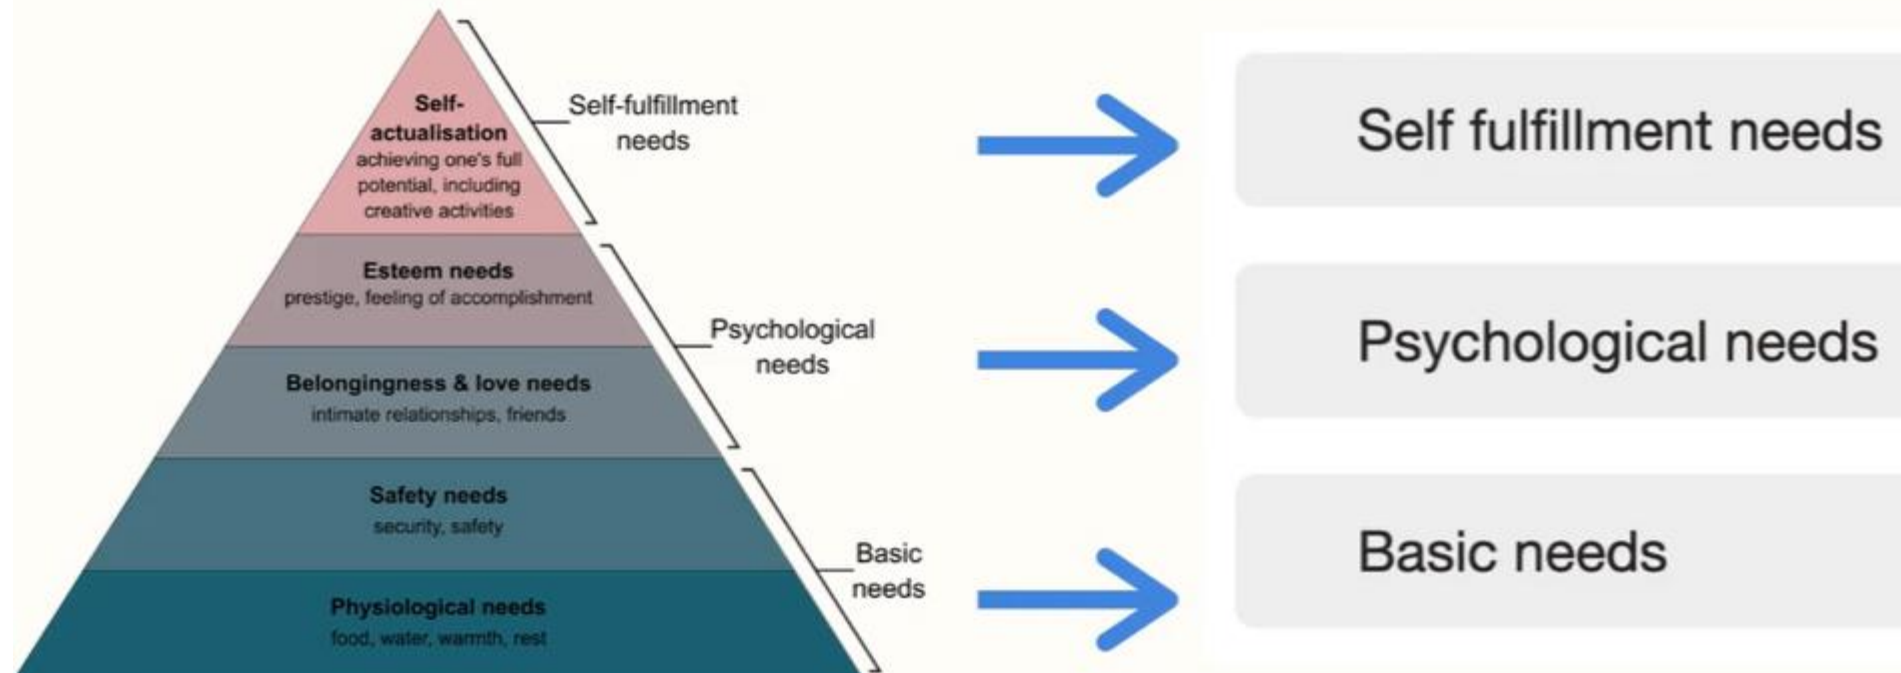 Self-
actualisation
achieving one's full
potential, including
creative activities
Self-fulfillment
needs
Esteem needs
prestige, feeling of accomplishment
Psychological
needs
Belongingness & love needs
intimate relationships, friends
Safety needs
security, safety
Basic
needs
Physiological needs
food, water, warmth, rest
Self fulfillment needs
Psychological needs
Basic needs